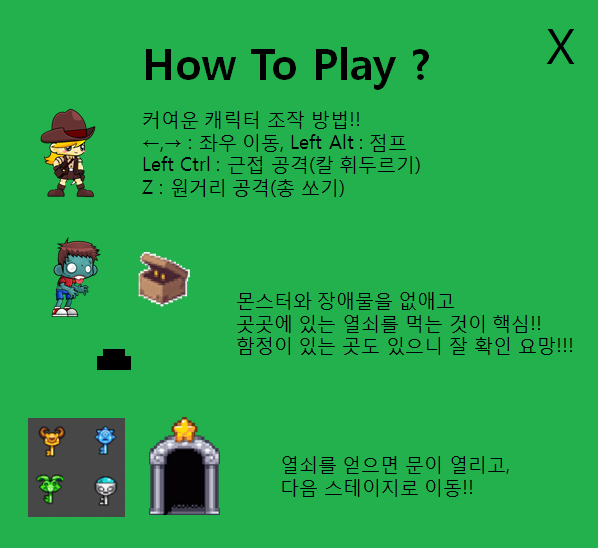 How To Play ?
X
커여운 캐릭터 조작 방법!!
←,→ : 좌우 이동, Left Alt : 점프
Left Ctrl : 근접 공격(칼 휘두르기)
Z : 원거리 공격(총 쏘기)
몬스터와 장애물을 없애고
곳곳에 있는 열쇠를 먹는 것이 핵심!!
함정이 있는 곳도 있으니 잘 확인 요망!!!
열쇠를 얻으면 문이 열리고,
다음 스테이지로 이동!!